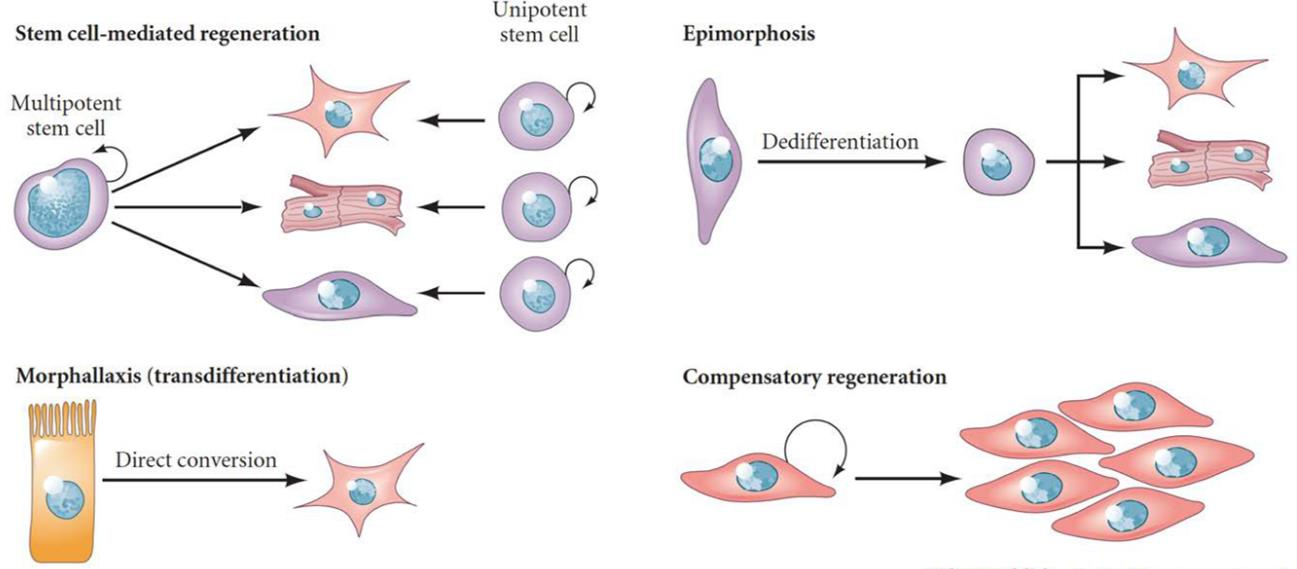 Stem cell-mediated regeneration
Unipotent
stem cell
Multipotent
stem cell
Epimorphosis
Dedifferentiation
Morphallaxis (transdifferentiation)
Direct conversion
Compensatory regeneration